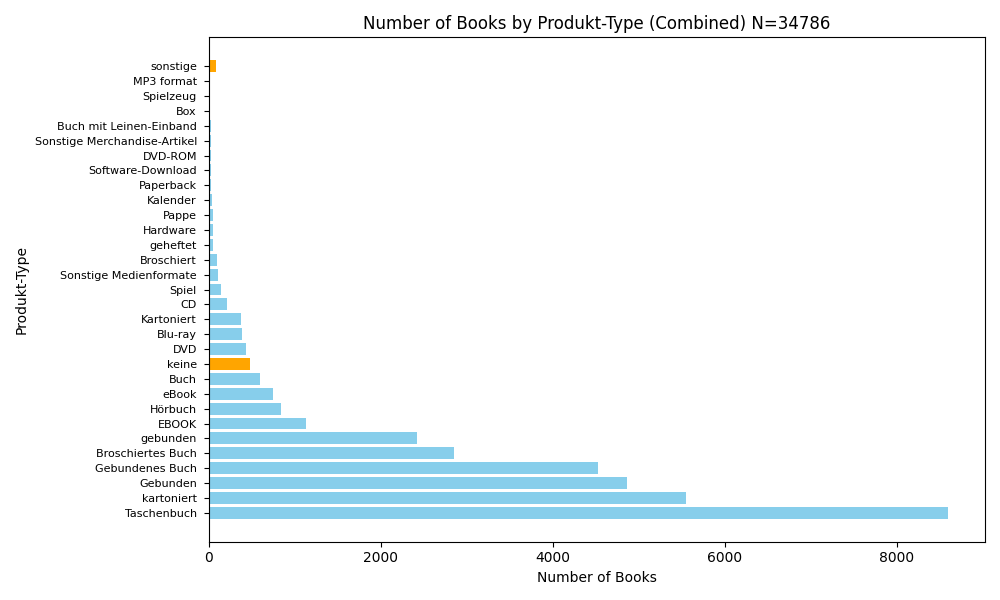 Number of Books by Produkt-Type (Combined) N=34786
Produkt-Type
sonstige
MP3 format
Spielzeug
Box
Buch mit Leinen-Einband
Sonstige Merchandise-Artikel
DVD-ROM
Software-Download
Paperback
Kalender
Pappe
Hardware
geheftet
Broschiert
Sonstige Medienformate
Spiel
CD
Kartoniert
Blu-ray
DVD
keine
Buch
eBook
Hörbuch
EBOOK
gebunden
Broschiertes Buch
Gebundenes Buch
Gebunden
kartoniert
Taschenbuch
0 2000 4000 6000 8000
Number of Books